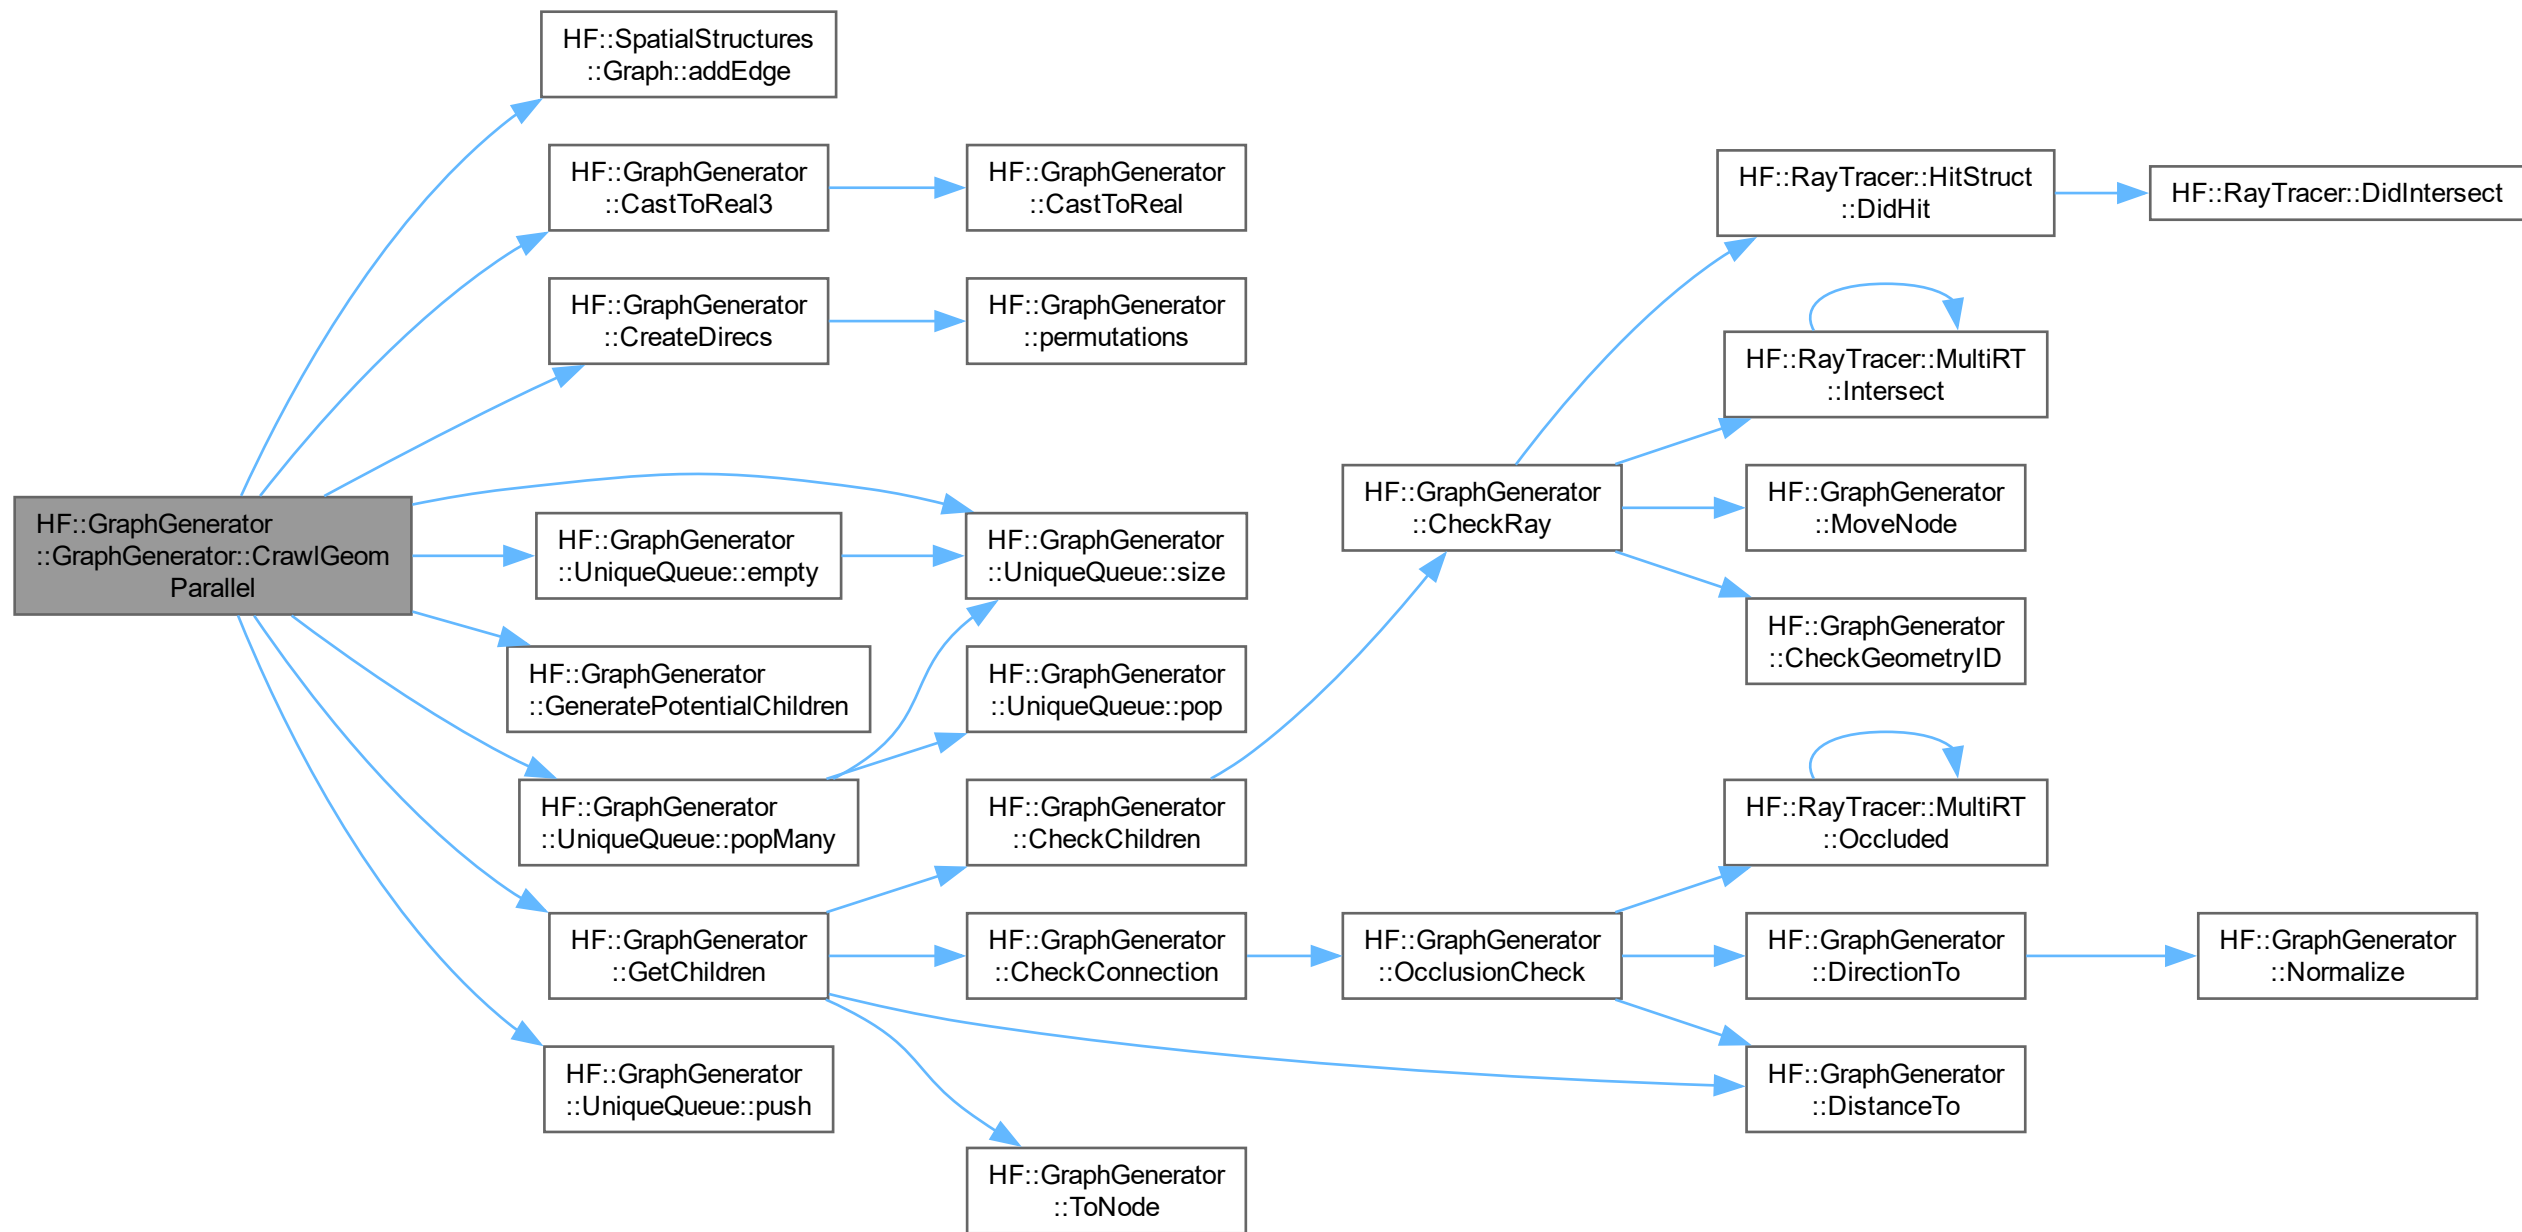 HF::GraphGenerator
::GraphGenerator::CrawlGeom
Parallel
HF::SpatialStructures
::Graph::addEdge
HF::GraphGenerator
::CastToReal3
HF::GraphGenerator
::CastToReal
HF::GraphGenerator
::CreateDirecs
HF::GraphGenerator
::permutations
HF::GraphGenerator
::UniqueQueue::empty
HF::GraphGenerator
::UniqueQueue::size
HF::GraphGenerator
::GeneratePotentialChildren
HF::GraphGenerator
::UniqueQueue::popMany
HF::GraphGenerator
::UniqueQueue::pop
HF::GraphGenerator
::GetChildren
HF::GraphGenerator
::CheckChildren
HF::GraphGenerator
::CheckRay
HF::RayTracer::HitStruct
::DidHit
HF::RayTracer::DidIntersect
HF::RayTracer::MultiRT
::Intersect
HF::GraphGenerator
::MoveNode
HF::GraphGenerator
::CheckGeometryID
HF::GraphGenerator
::CheckConnection
HF::GraphGenerator
::OcclusionCheck
HF::RayTracer::MultiRT
::Occluded
HF::GraphGenerator
::DirectionTo
HF::GraphGenerator
::Normalize
HF::GraphGenerator
::DistanceTo
HF::GraphGenerator
::ToNode
HF::GraphGenerator
::UniqueQueue::push